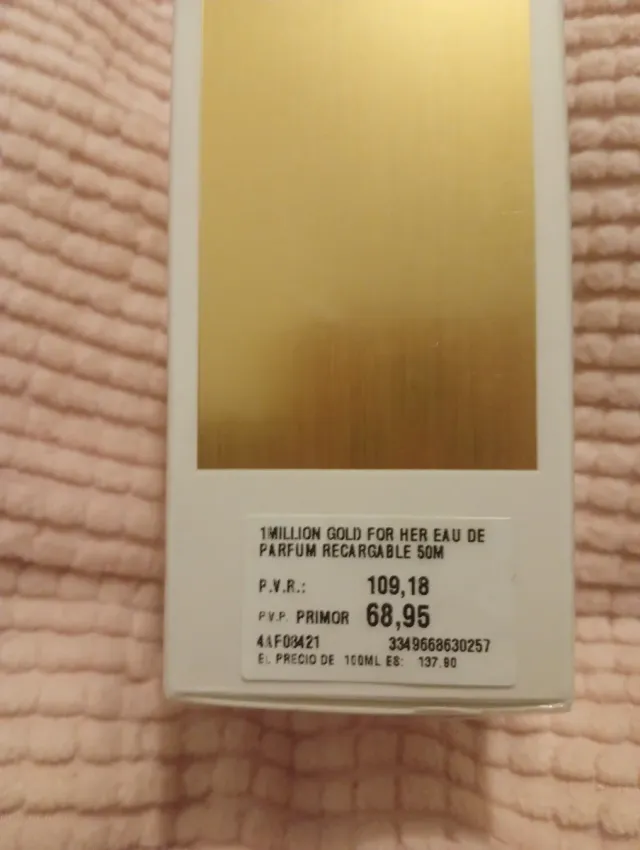 1MILLION GOLD FOR HER EAU DE
PARFUM RECARGABLE 50M
P.V.R.: 109,18
P.V.P. PRIMOR 68,95
4AF08421 3349668630257
EL PRECIO DE 100ML ES: 137.90